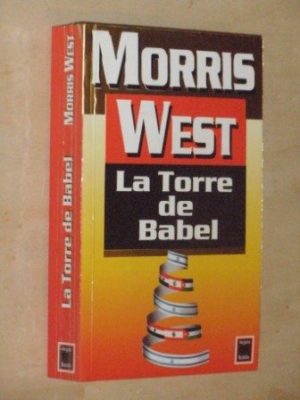 MORRIS
WEST
La Torre
de
Babel
La Torre de Babel
MORRIS WEST